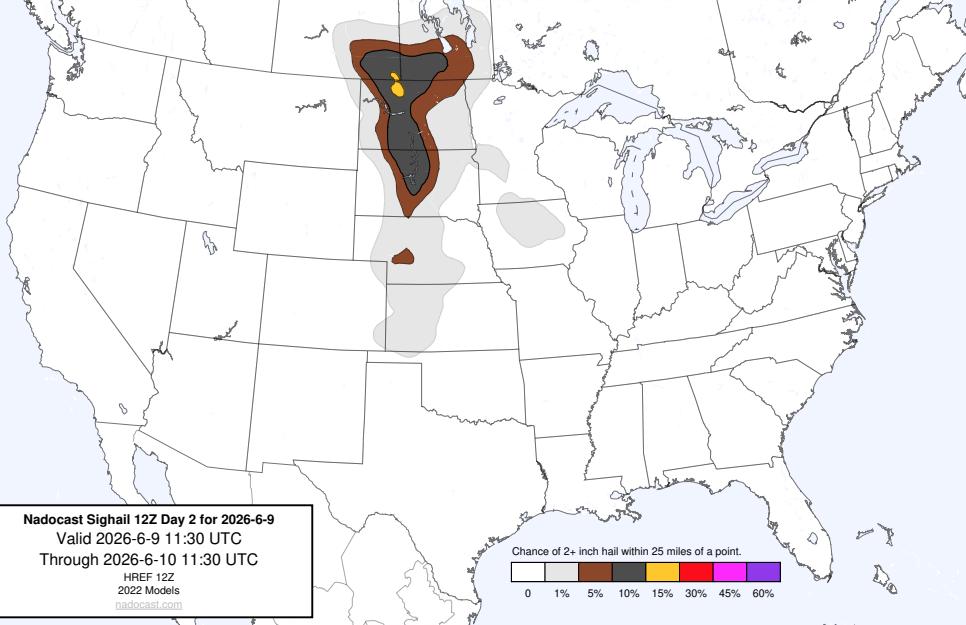 Nadocast Sighail 12Z Day 2 for 2026-6-9
Valid 2026-6-9 11:30 UTC
Through 2026-6-10 11:30 UTC
HREF 12Z
2022 Models
nadocast.com
Chance of 2+ inch hail within 25 miles of a point.
0 1% 5% 10% 15% 30% 45% 60%